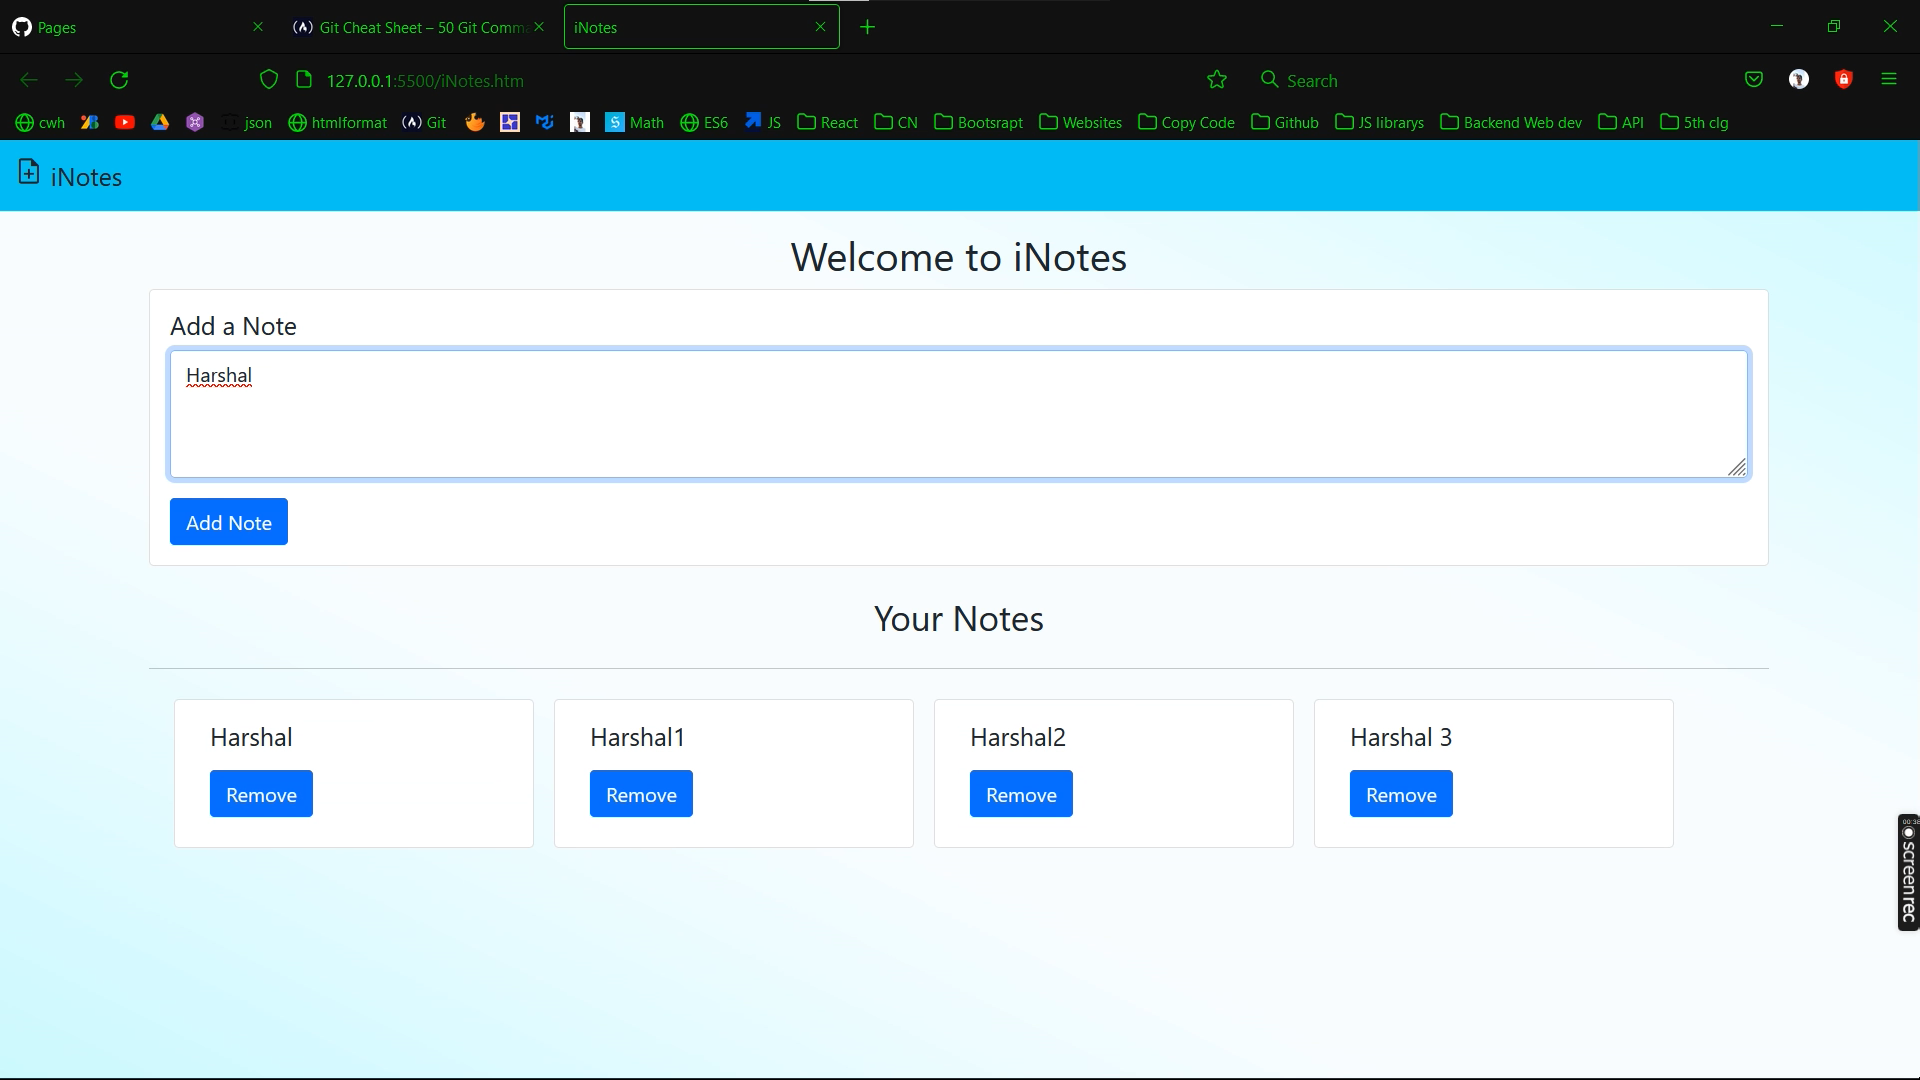 Pages
Git Cheat Sheet – 50 Git Comma
iNotes
127.0.0.1:5500/iNotes.htm
Search
cwh
json
htmlformat
Git
Math
ES6
JS
React
CN
Bootsrapt
Websites
Copy Code
Github
JS librarys
Backend Web dev
API
5th clg
iNotes
Welcome to iNotes
Add a Note
Harshal
Add Note
Your Notes
Harshal
Harshal1
Harshal2
Harshal 3
Remove
Remove
Remove
Remove
screenrec